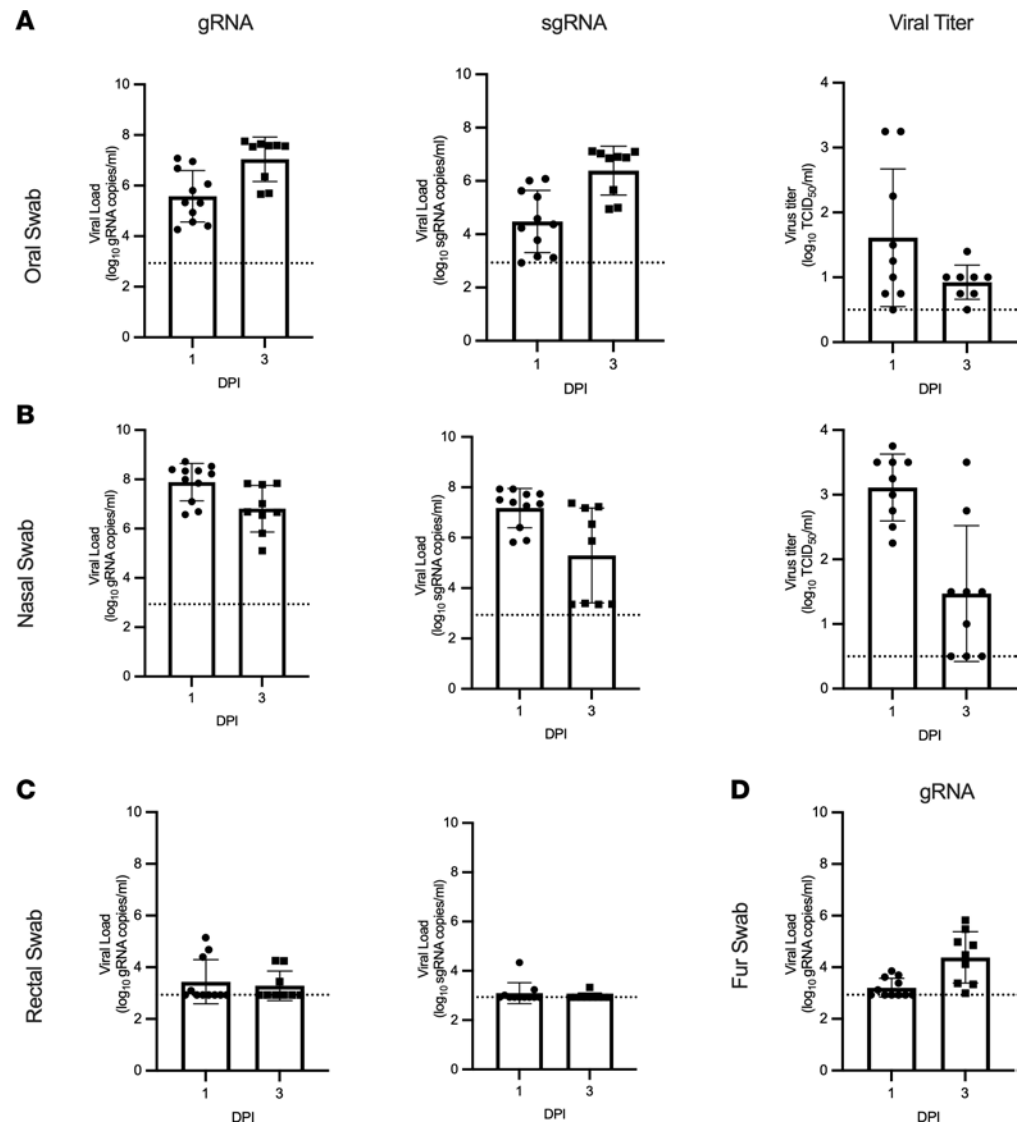 A
gRNA
sgRNA
Viral Titer
Oral Swab
Viral Load
(log10 gRNA copies/ml)
10
8
6
4
2
0
1
3
DPI
Viral Load
(log10 sgRNA copies/ml)
10
8
6
4
2
0
1
3
DPI
Virus titer
(log10 TCID50/ml)
4
3
2
1
0
1
3
DPI
B
Nasal Swab
Viral Load
(log10 gRNA copies/ml)
10
8
6
4
2
0
1
3
DPI
Viral Load
(log10 sgRNA copies/ml)
10
8
6
4
2
0
1
3
DPI
Virus titer
(log10 TCID50/ml)
4
3
2
1
0
1
3
DPI
C
Rectal Swab
Viral Load
(log10 gRNA copies/ml)
10
8
6
4
2
0
1
3
DPI
Viral Load
(log10 sgRNA copies/ml)
10
8
6
4
2
0
1
3
DPI
D
gRNA
Fur Swab
Viral Load
(log10 gRNA copies/ml)
10
8
6
4
2
0
1
3
DPI